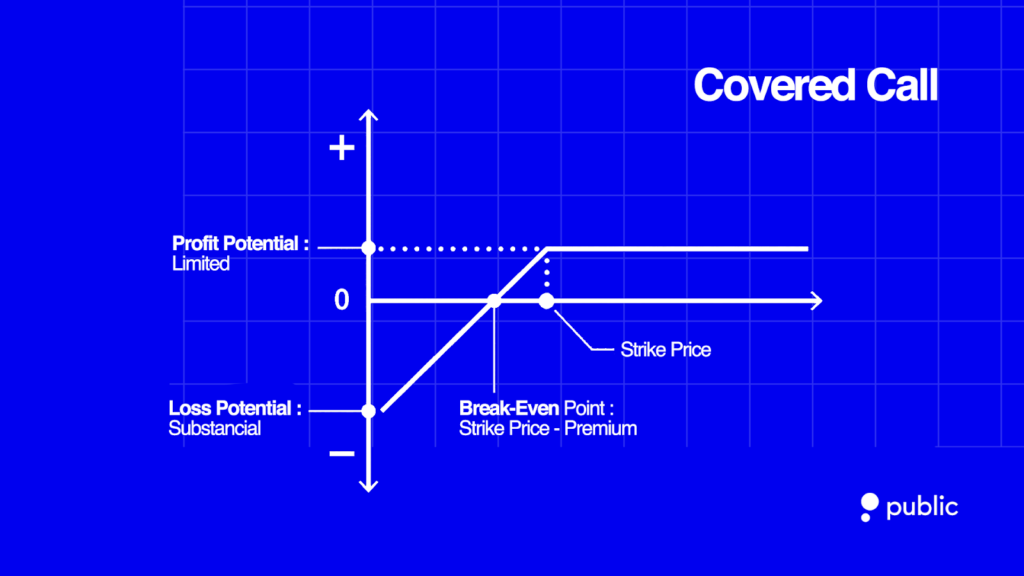 Covered Call
+
Profit Potential :
Limited
0
Strike Price
Loss Potential :
Substancial
Break-Even Point :
Strike Price - Premium
−
public